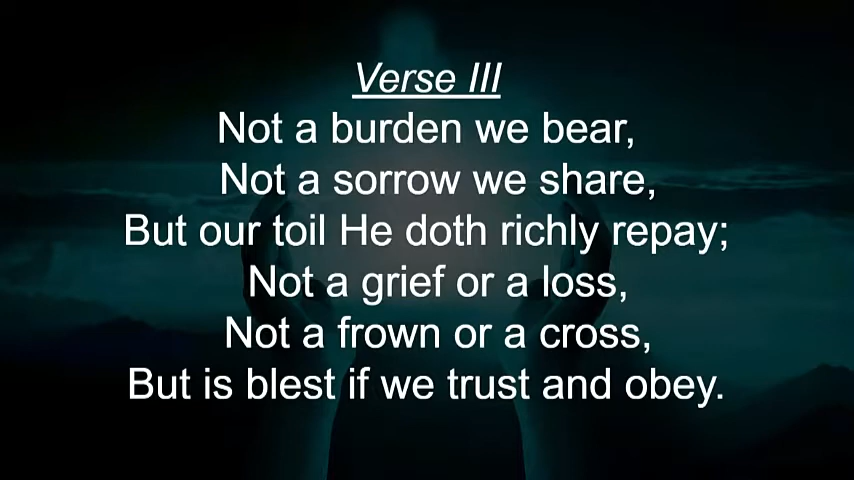 Verse III
Not a burden we bear,
Not a sorrow we share,
But our toil He doth richly repay;
Not a grief or a loss,
Not a frown or a cross,
But is blest if we trust and obey.